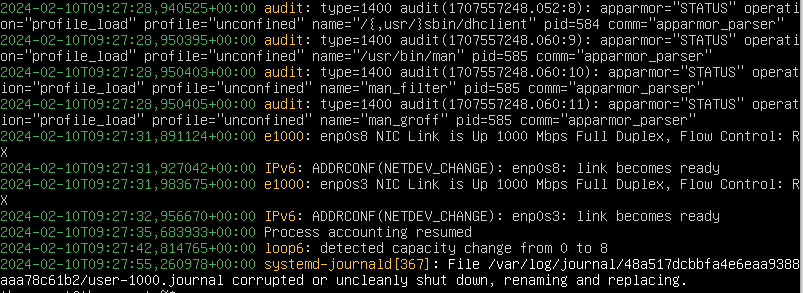 2024-02-10T09:27:28,940525+00:00 audit: type=1400 audit(1707557248.052:8): apparmor="STATUS" operati
on="profile_load" profile="unconfined" name="/{,usr/}sbin/dhclient" pid=584 comm="apparmor_parser"
2024-02-10T09:27:28,950395+00:00 audit: type=1400 audit(1707557248.060:9): apparmor="STATUS" operati
on="profile_load" profile="unconfined" name="/usr/bin/man" pid=585 comm="apparmor_parser"
2024-02-10T09:27:28,950403+00:00 audit: type=1400 audit(1707557248.060:10): apparmor="STATUS" operat
ion="profile_load" profile="unconfined" name="man_filter" pid=585 comm="apparmor_parser"
2024-02-10T09:27:28,950405+00:00 audit: type=1400 audit(1707557248.060:11): apparmor="STATUS" operat
ion="profile_load" profile="unconfined" name="man_groff" pid=585 comm="apparmor_parser"
2024-02-10T09:27:31,891124+00:00 e1000: enp0s8 NIC Link is Up 1000 Mbps Full Duplex, Flow Control: R
X
2024-02-10T09:27:31,927042+00:00 IPv6: ADDRCONF(NETDEV_CHANGE): enp0s8: link becomes ready
2024-02-10T09:27:31,983675+00:00 e1000: enp0s3 NIC Link is Up 1000 Mbps Full Duplex, Flow Control: R
X
2024-02-10T09:27:32,956670+00:00 IPv6: ADDRCONF(NETDEV_CHANGE): enp0s3: link becomes ready
2024-02-10T09:27:35,683933+00:00 Process accounting resumed
2024-02-10T09:27:42,814765+00:00 loop6: detected capacity change from 0 to 8
2024-02-10T09:27:55,260978+00:00 systemd-journald[367]: File /var/log/journal/48a517dcbbfa4e6eaa9388
aaa78c61b2/user-1000.journal corrupted or uncleanly shut down, renaming and replacing.